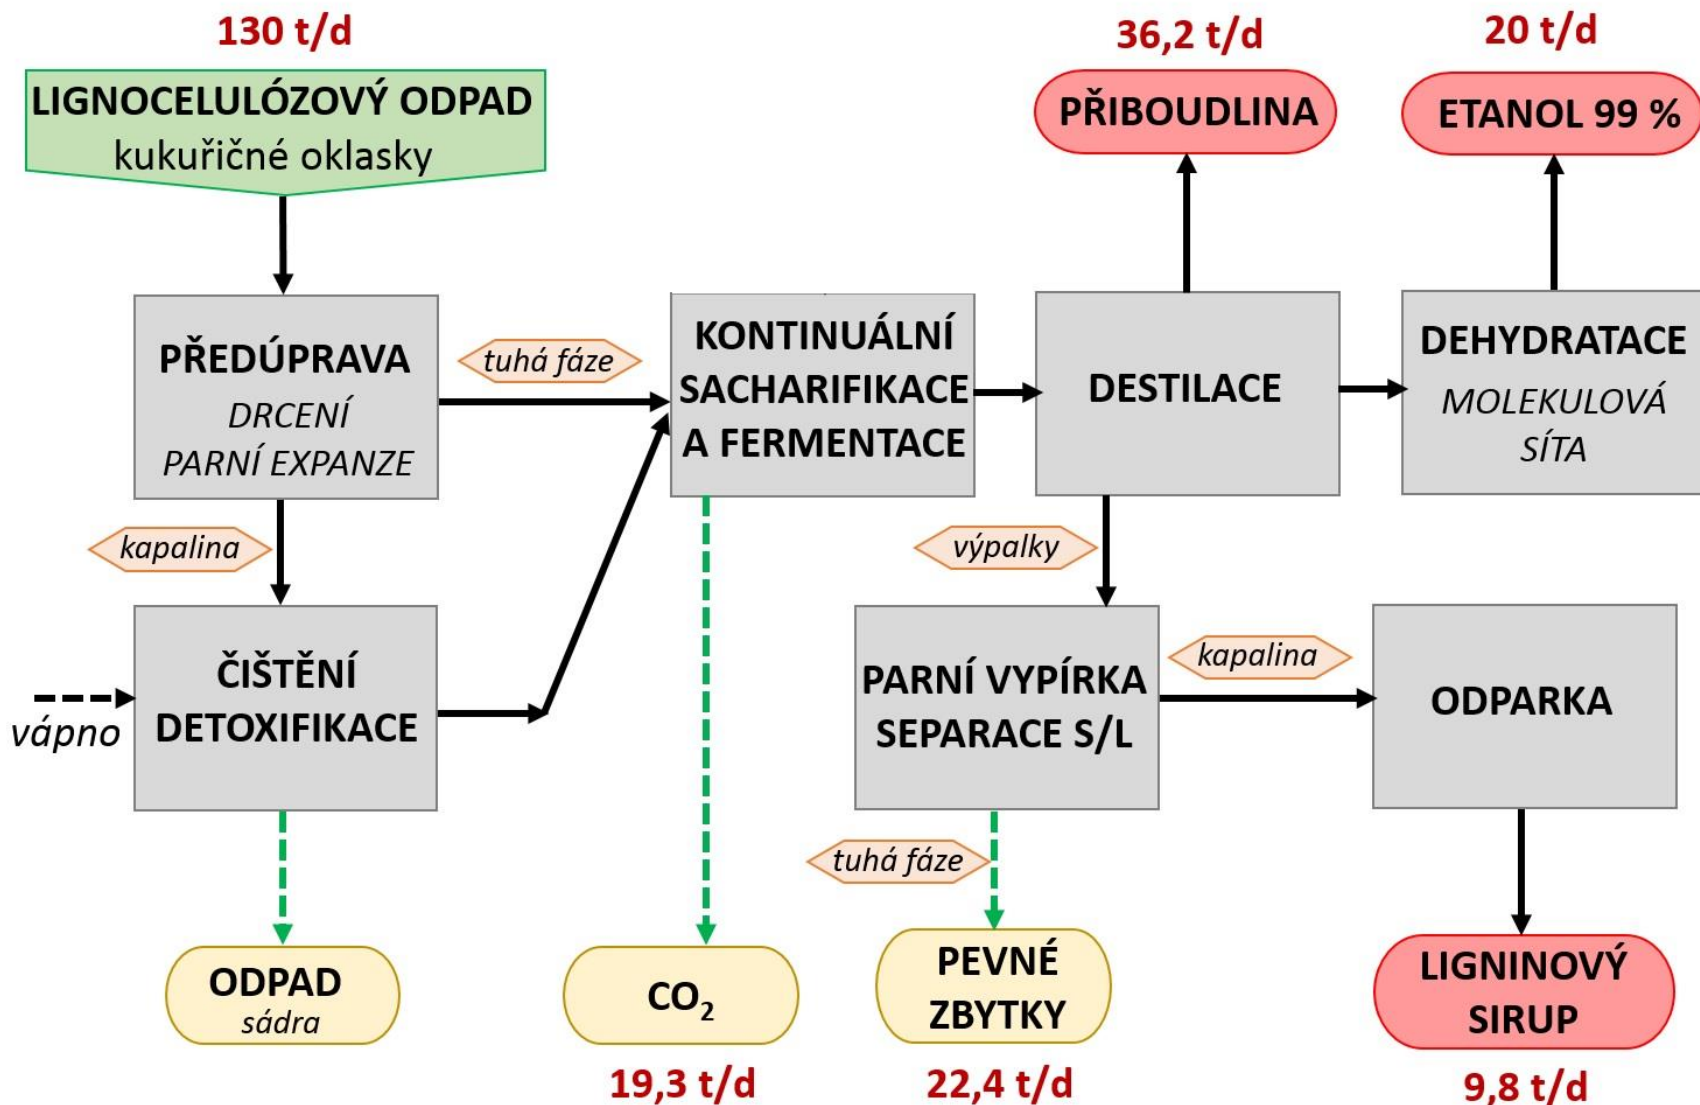 130 t/d
36,2 t/d
20 t/d
LIGNOCELULÓZOVÝ ODPAD
kukuřičné oklasky
PŘIBOUDLINA
ETANOL 99 %
PŘEDÚPRAVA
DRCENÍ
PARNÍ EXPANZE
tuhá fáze
KONTINUÁLNÍ
SACHARIFIKACE
A FERMENTACE
DESTILACE
DEHYDRATACE
MOLEKULOVÁ
SÍTA
kapalina
výpalky
vápno
ČIŠTĚNÍ
DETOXIFIKACE
PARNÍ VYPÍRKA
SEPARACE S/L
kapalina
ODPARKA
tuhá fáze
ODPAD
sádra
CO₂
PEVNÉ
ZBYTKY
LIGNINOVÝ
SIRUP
19,3 t/d
22,4 t/d
9,8 t/d